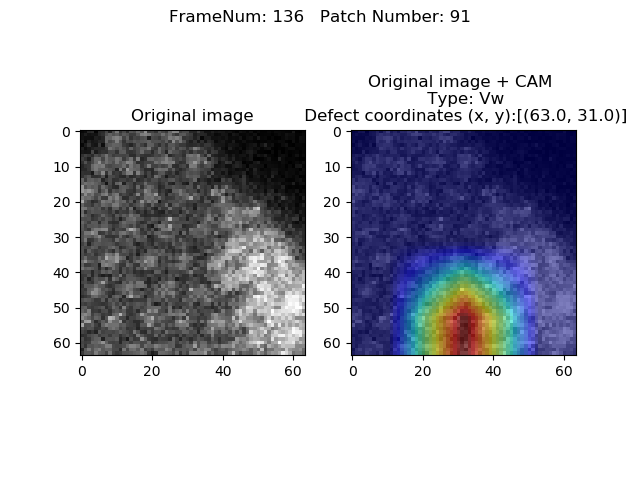 FrameNum: 136   Patch Number: 91
Original image
Original image + CAM
Type: Vw
Defect coordinates (x, y):[(63.0, 31.0)]
0
10
20
30
40
50
60
0 20 40 60
0
10
20
30
40
50
60
0 20 40 60